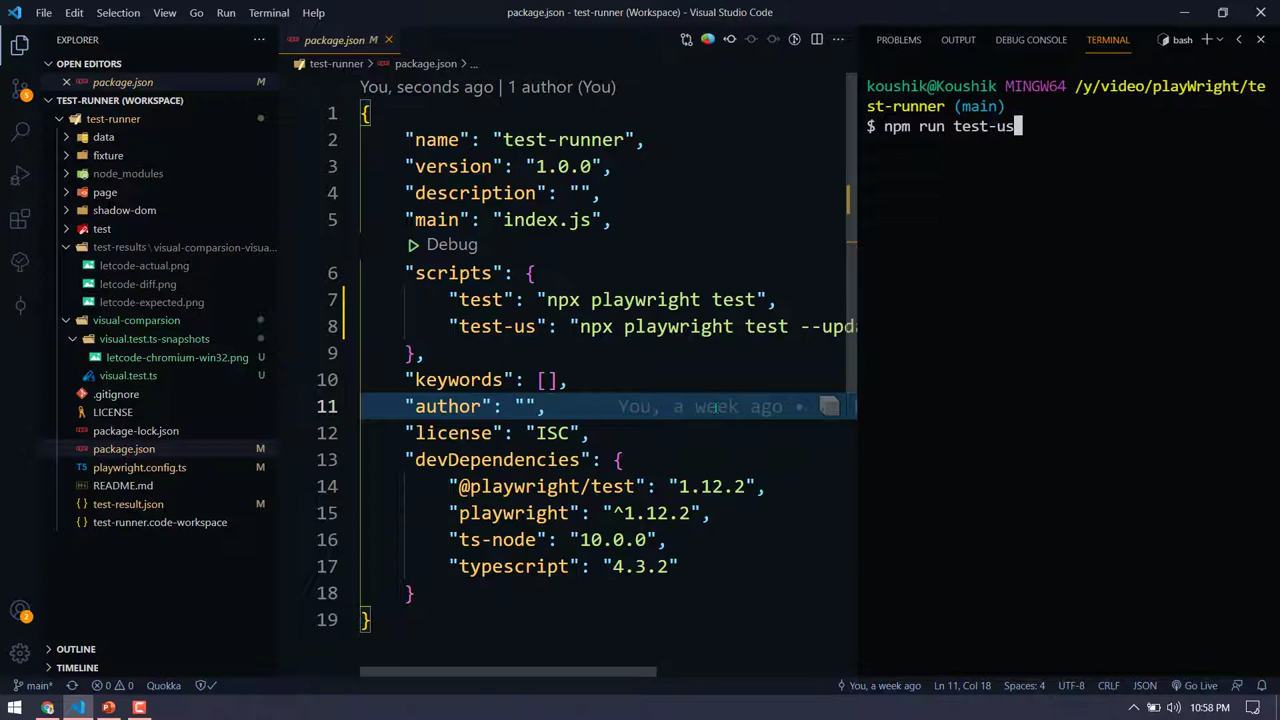 File Edit Selection View Go Run Terminal Help
package.json - test-runner (Workspace) - Visual Studio Code
EXPLORER
OPEN EDITORS
package.json M
TEST-RUNNER (WORKSPACE)
test-runner
data
fixture
node_modules
page
shadow-dom
test
test-results \ visual-comparsion-visua...
letcode-actual.png
letcode-diff.png
letcode-expected.png
visual-comparsion
visual.test.ts-snapshots
letcode-chromium-win32.png U
visual.test.ts U
.gitignore
LICENSE
package-lock.json
package.json M
playwright.config.ts M
README.md
test-result.json M
test-runner.code-workspace
OUTLINE
TIMELINE
5
2
package.json M
test-runner > package.json > ...
You, seconds ago | 1 author (You)
1 {
2 "name": "test-runner",
3 "version": "1.0.0",
4 "description": "",
5 "main": "index.js",
Debug
6 "scripts": {
7 "test": "npx playwright test",
8 "test-us": "npx playwright test --upda
9 },
10 "keywords": [],
11 "author": "", You, a week ago •
12 "license": "ISC",
13 "devDependencies": {
14 "@playwright/test": "1.12.2",
15 "playwright": "^1.12.2",
16 "ts-node": "10.0.0",
17 "typescript": "4.3.2"
18 }
19 }
PROBLEMS OUTPUT DEBUG CONSOLE TERMINAL bash
koushik@Koushik MINGW64 /y/video/playWright/te
st-runner (main)
$ npm run test-us
main* 0 0 Quokka You, a week ago Ln 11, Col 18 Spaces: 4 UTF-8 CRLF JSON Go Live
10:58 PM